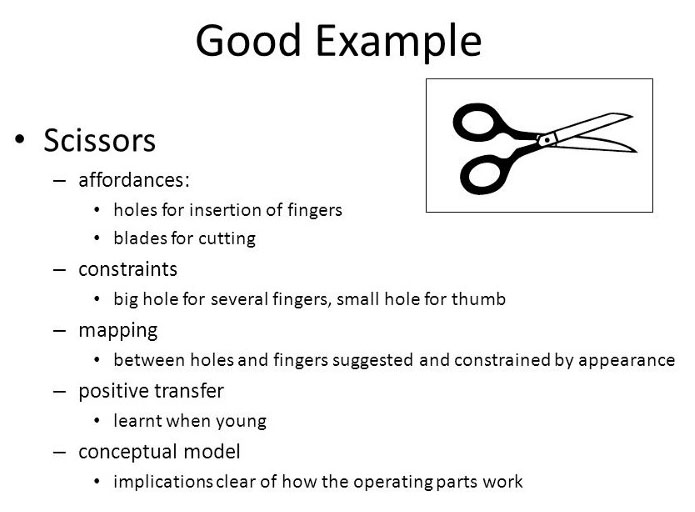 Good Example
• Scissors
– affordances:
• holes for insertion of fingers
• blades for cutting
– constraints
• big hole for several fingers, small hole for thumb
– mapping
• between holes and fingers suggested and constrained by appearance
– positive transfer
• learnt when young
– conceptual model
• implications clear of how the operating parts work